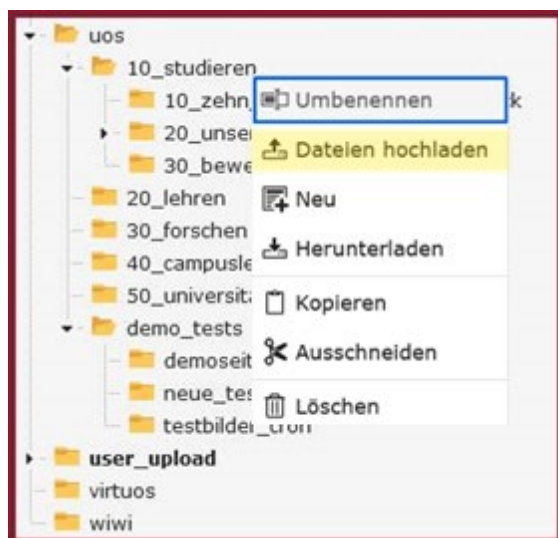 uos
10_studieren
10_zehn
Umbenennen
k
20_unse
Dateien hochladen
30_bewe
20_lehren
Neu
30_forschen
Herunterladen
40_campusle
50_universit
Kopieren
demo_tests
Ausschneiden
demoseit
neue_tes
Löschen
testbilder_cron
user_upload
virtuos
wiwi